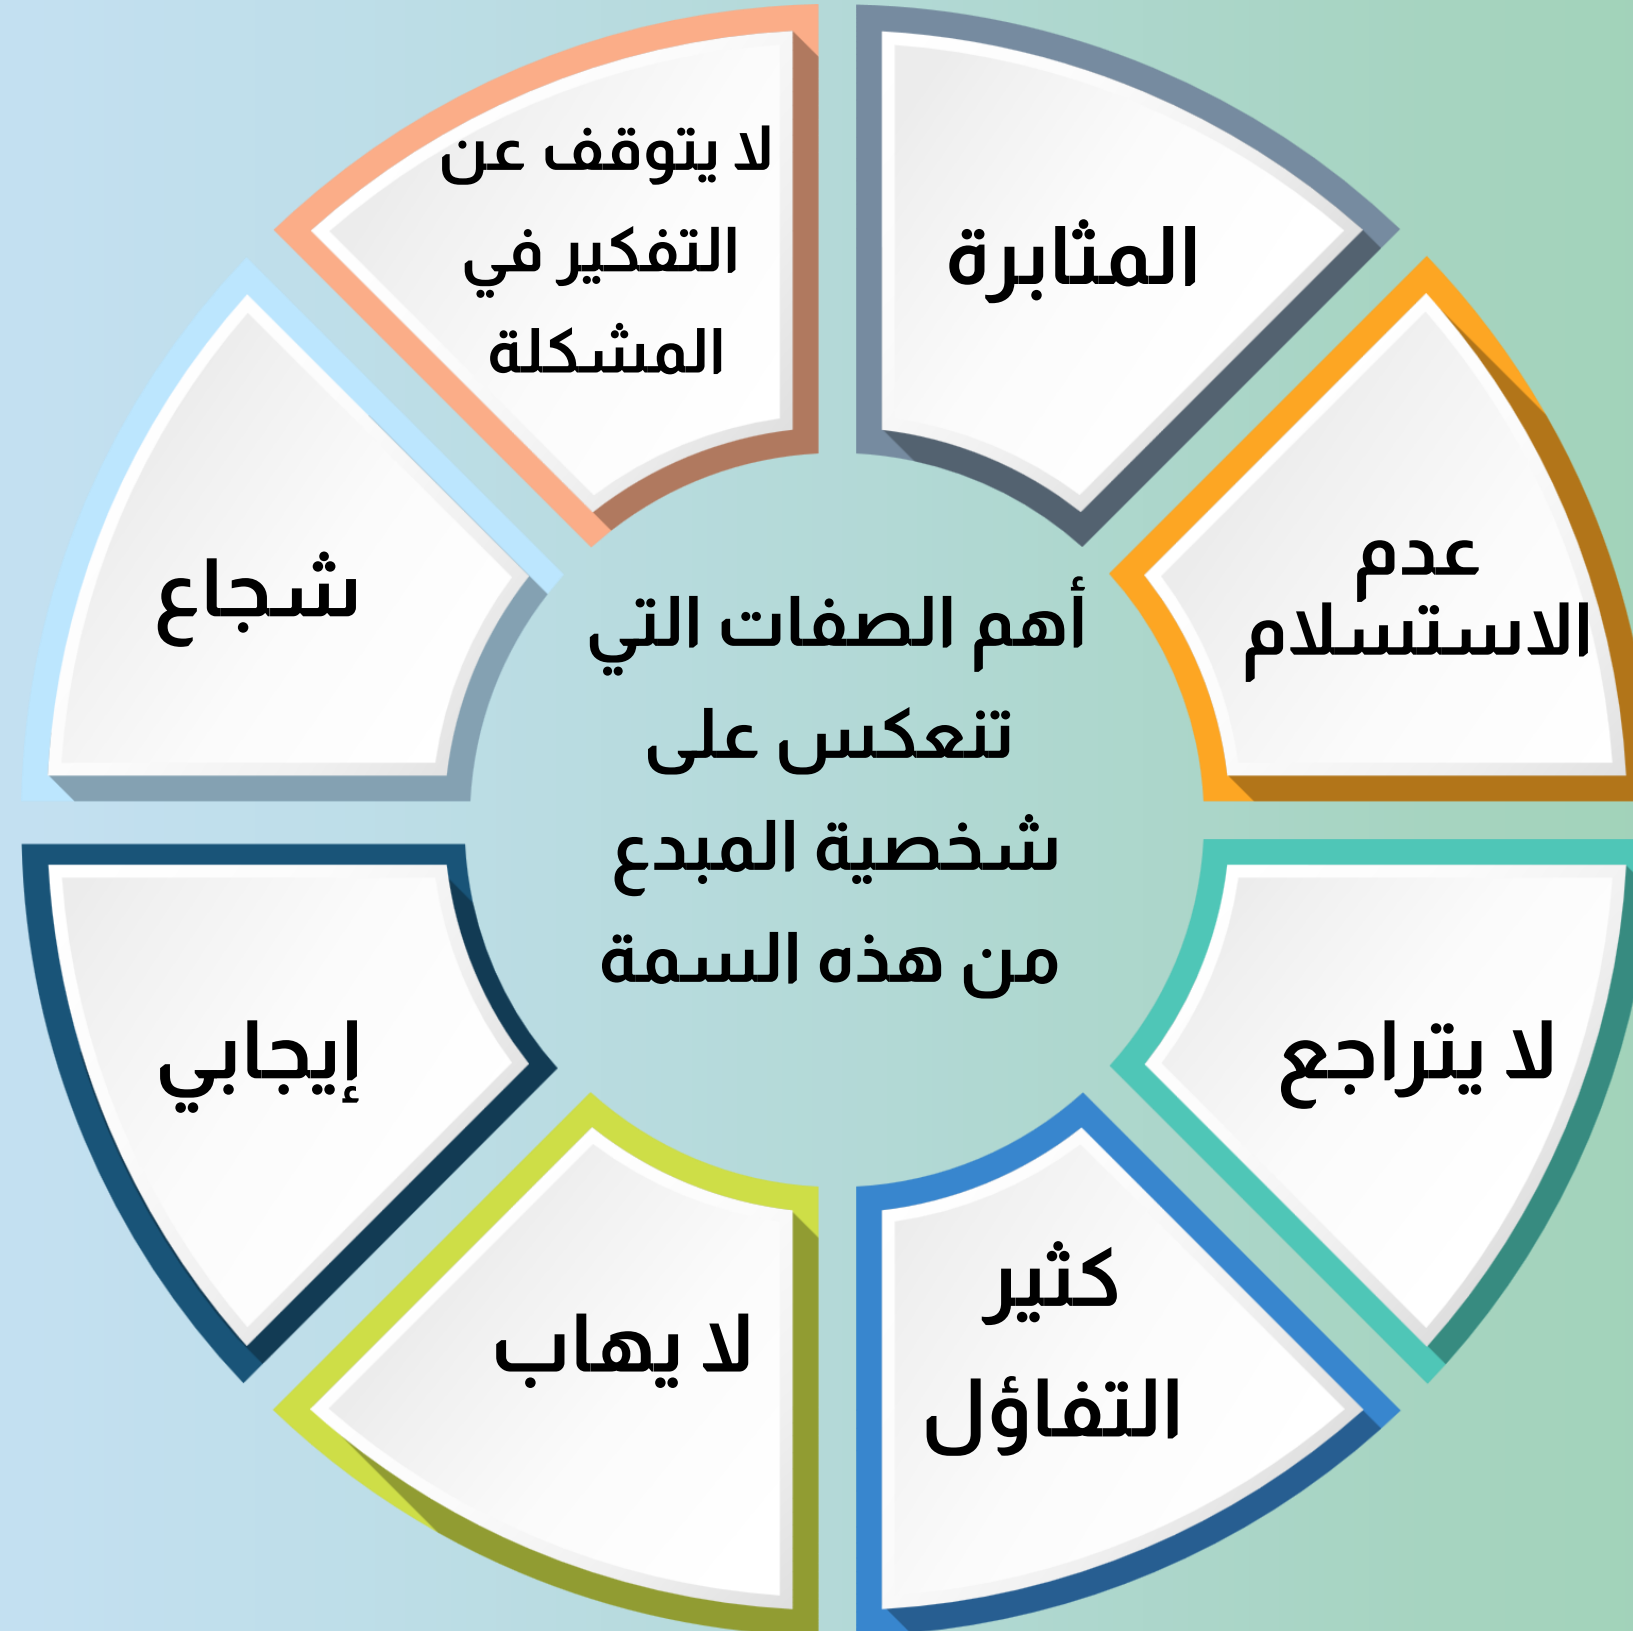 أهم الصفات التي
تنعكس على
شخصية المبدع
من هذه السمة
المثابرة
عدم
الاستسلام
لا يتراجع
كثير
التفاؤل
لا يهاب
إيجابي
شجاع
لا يتوقف عن
التفكير في
المشكلة